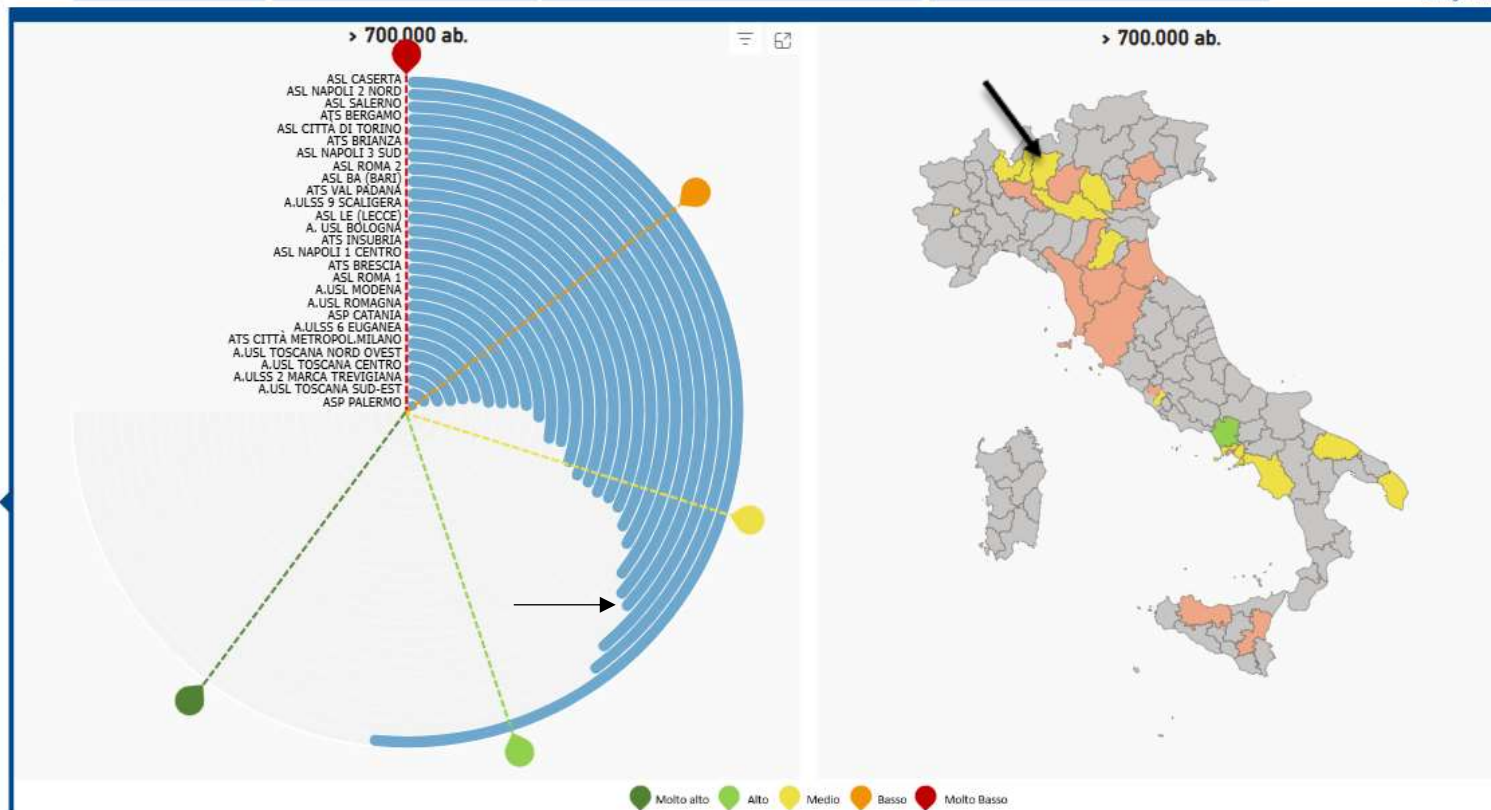 > 700.000 ab.
ASL CASERTA
ASL NAPOLI 2 NORD
ASL SALERNO
ATS BERGAMO
ASL CITTÀ DI TORINO
ATS BRIANZA
ASL NAPOLI 3 SUD
ASL ROMA 2
ASL BA (BARI)
ATS VAL PADANA
A.ULSS 9 SCALIGERA
ASL LE (LECCE)
A. USL BOLOGNA
ATS INSUBRIA
ASL NAPOLI 1 CENTRO
ATS BRESCIA
ASL ROMA 1
A.USL MODENA
A.USL ROMAGNA
ASP CATANIA
A.ULSS 6 EUGANEA
ATS CITTÀ METROPOL.MILANO
A.USL TOSCANA NORD OVEST
A.USL TOSCANA CENTRO
A.ULSS 2 MARCA TREVIGIANA
A.USL TOSCANA SUD-EST
ASP PALERMO
> 700.000 ab.
Molto alto Alto Medio Basso Molto Basso